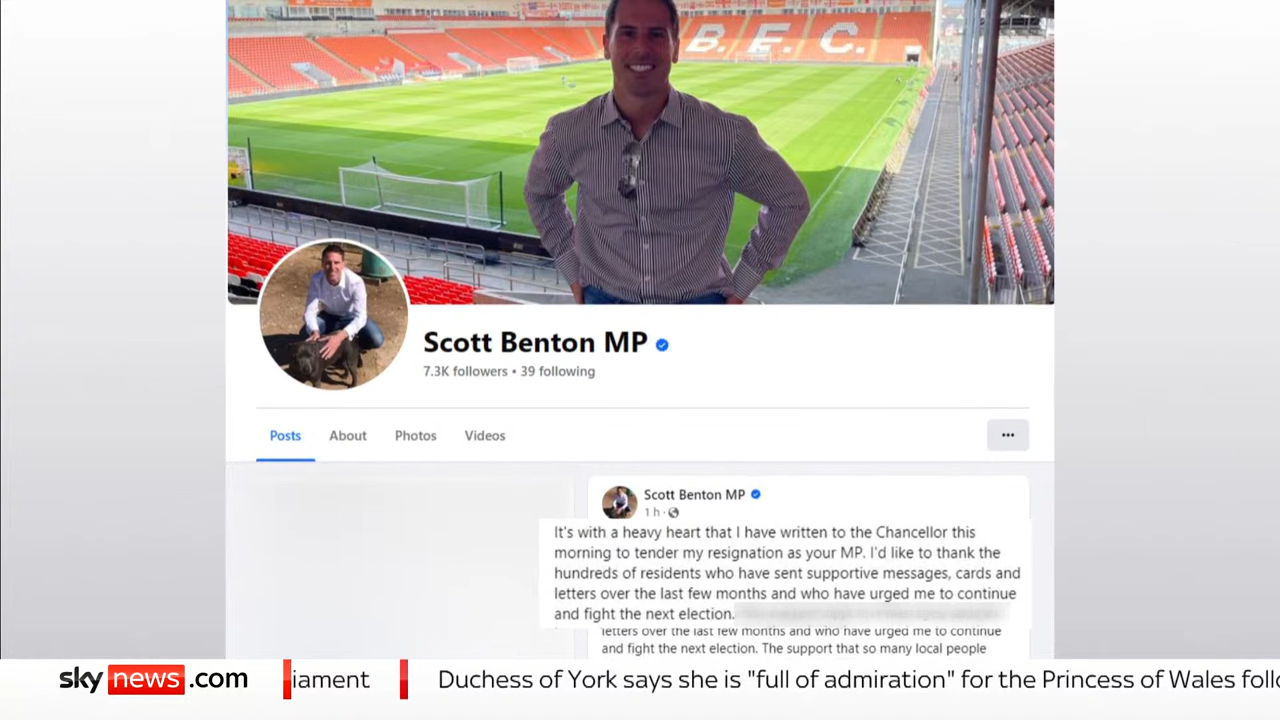 B. F. C.
Scott Benton MP
7.3K followers • 39 following
Posts About Photos Videos
Scott Benton MP
1 h ·
It's with a heavy heart that I have written to the Chancellor this
morning to tender my resignation as your MP. I'd like to thank the
hundreds of residents who have sent supportive messages, cards and
letters over the last few months and who have urged me to continue
and fight the next election.
letters over the last few months and who have urged me to continue
and fight the next election. The support that so many local people
sky news.com
iament Duchess of York says she is "full of admiration" for the Princess of Wales follo